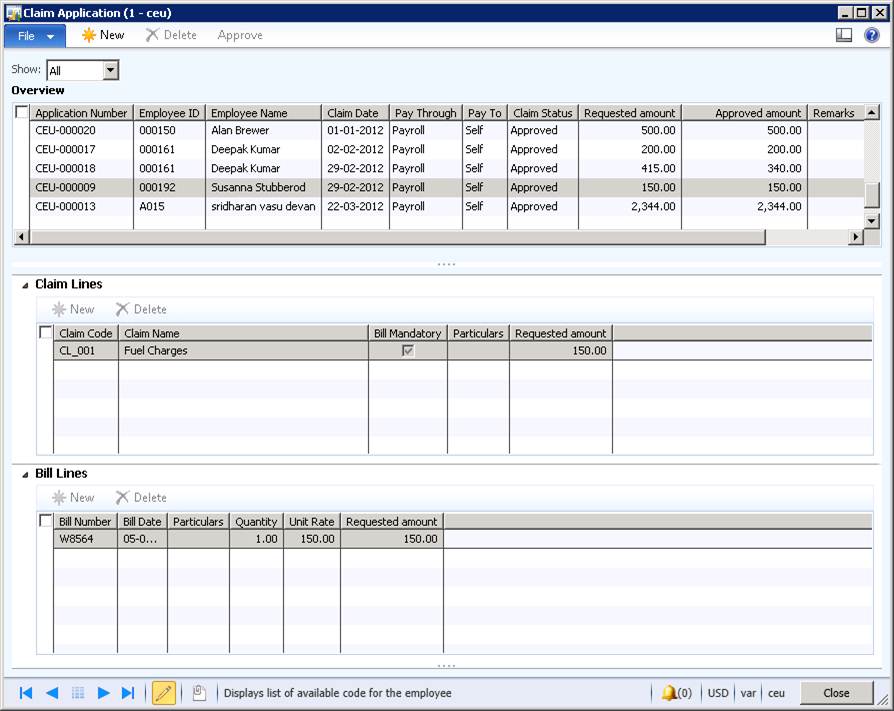 Claim Application (1 - ceu)
File New Delete Approve
Show: All
Overview
Application Number Employee ID Employee Name Claim Date Pay Through Pay To Claim Status Requested amount Approved amount Remarks
CEU-000020 000150 Alan Brewer 01-01-2012 Payroll Self Approved 500.00 500.00
CEU-000017 000161 Deepak Kumar 02-02-2012 Payroll Self Approved 200.00 200.00
CEU-000018 000161 Deepak Kumar 29-02-2012 Payroll Self Approved 415.00 340.00
CEU-000009 000192 Susanna Stubberod 29-02-2012 Payroll Self Approved 150.00 150.00
CEU-000013 A015 sridharan vasu devan 22-03-2012 Payroll Self Approved 2,344.00 2,344.00
Claim Lines
New Delete
Claim Code Claim Name Bill Mandatory Particulars Requested amount
CL_001 Fuel Charges 150.00
Bill Lines
New Delete
Bill Number Bill Date Particulars Quantity Unit Rate Requested amount
W8564 05-0... 1.00 150.00 150.00
Displays list of available code for the employee (0) USD var ceu Close